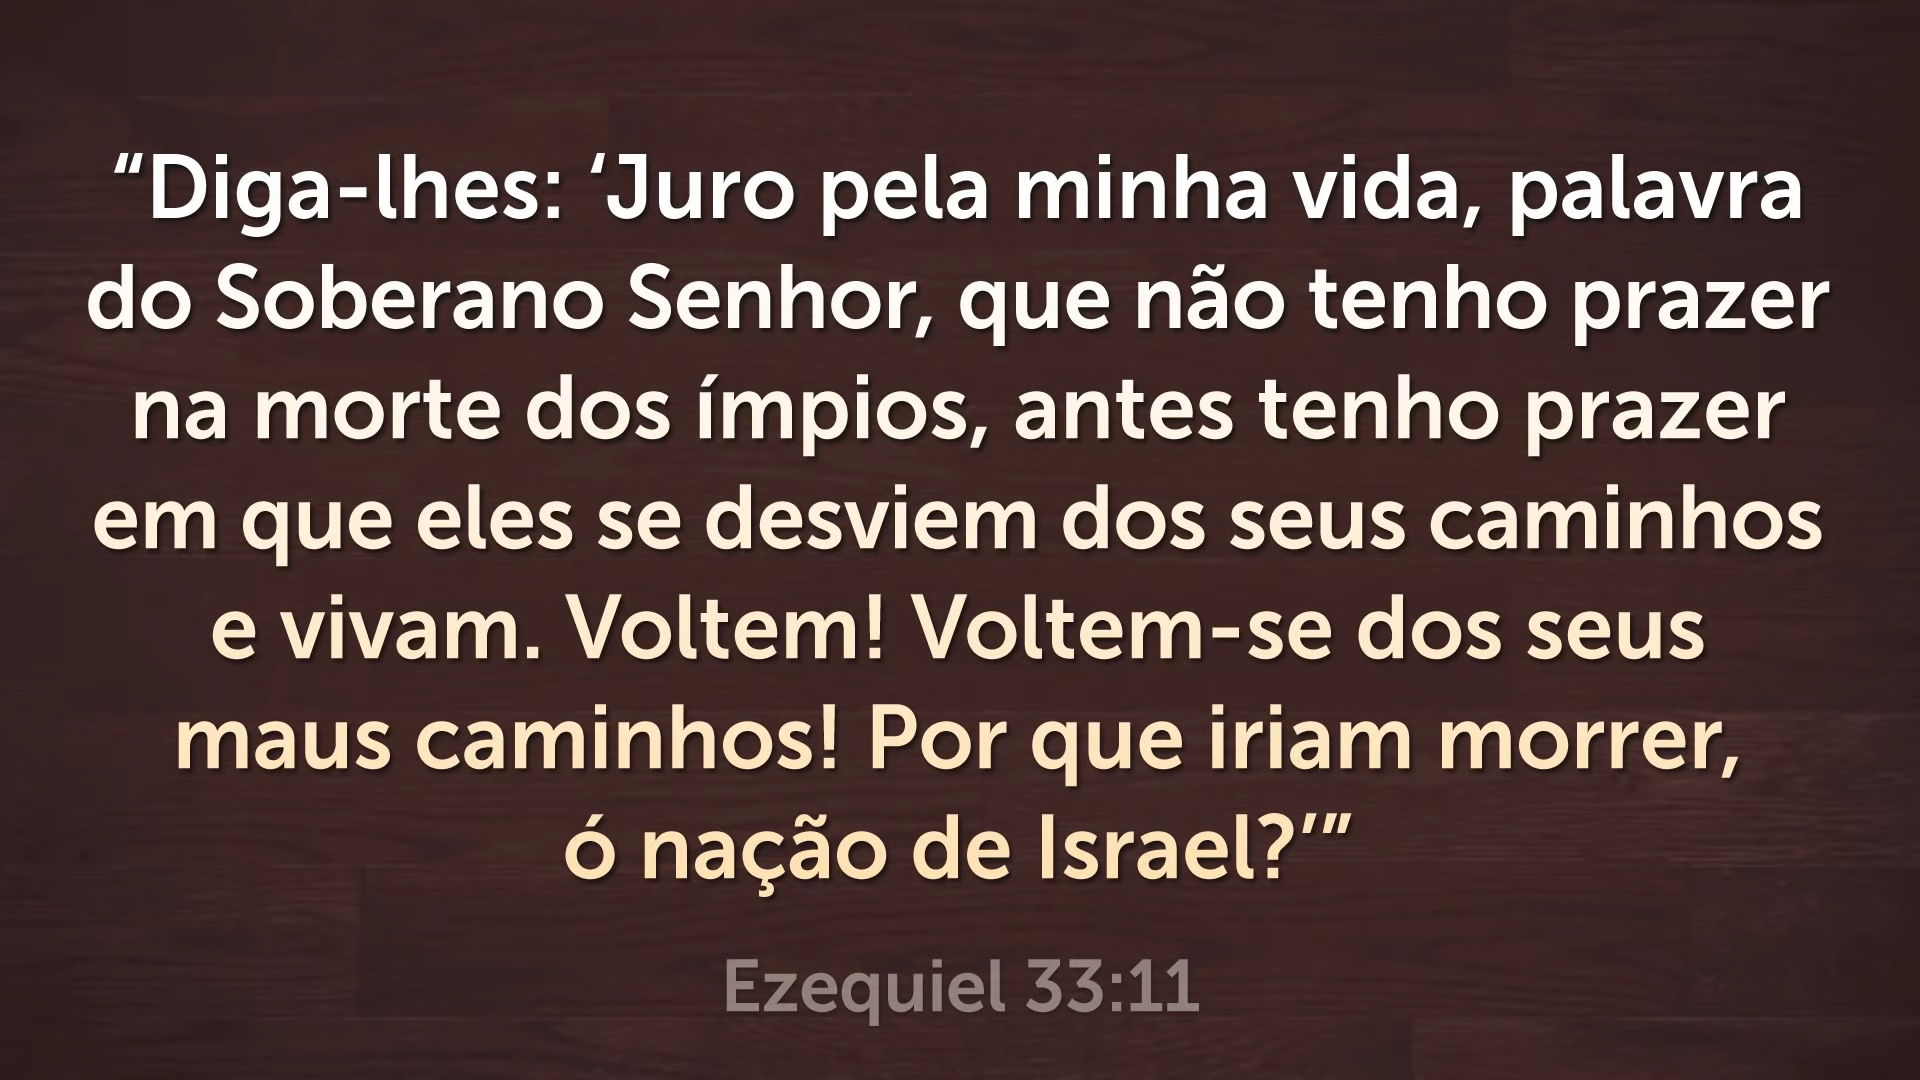 “Diga-lhes: ‘Juro pela minha vida, palavra
do Soberano Senhor, que não tenho prazer
na morte dos ímpios, antes tenho prazer
em que eles se desviem dos seus caminhos
e vivam. Voltem! Voltem-se dos seus
maus caminhos! Por que iriam morrer,
ó nação de Israel?’”
Ezequiel 33:11